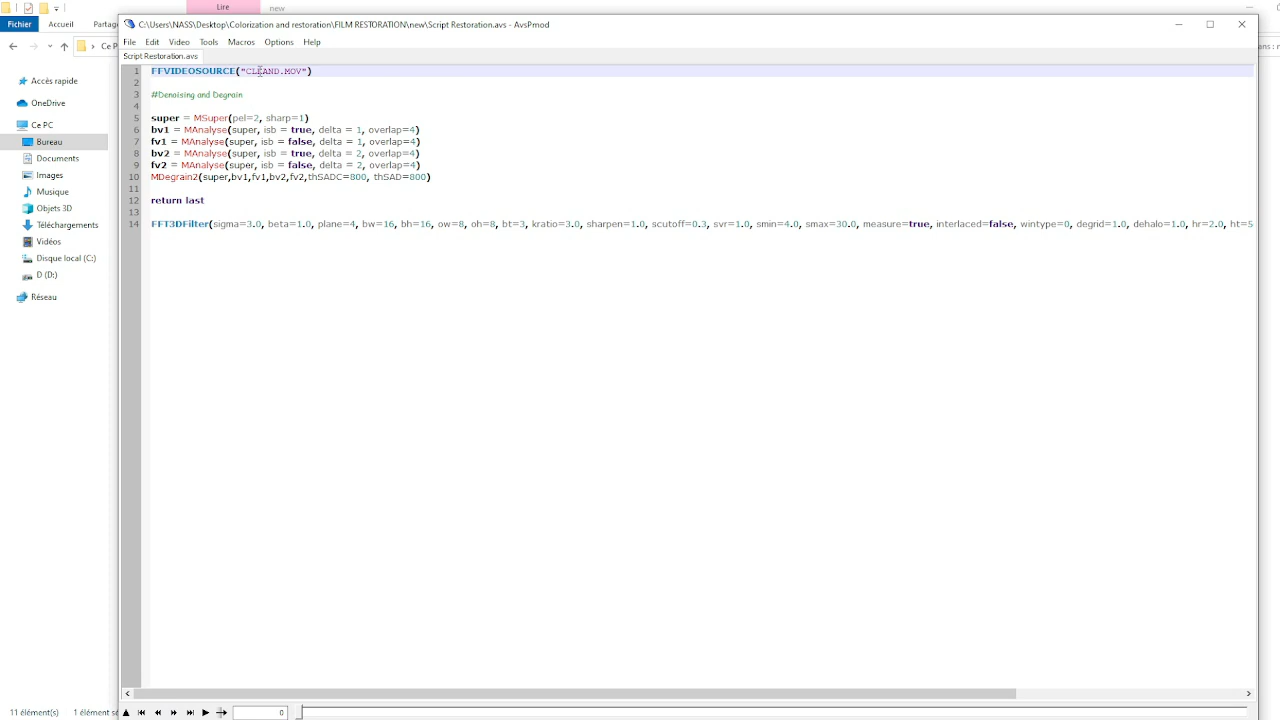 Lire
new
C:\Users\NASS\Desktop\Colorization and restoration\FILM RESTORATION\new\Script Restoration.avs - AvsPmod
Fichier Accueil Partag
File Edit Video Tools Macros Options Help
Ce P
Script Restoration.avs
1 FFVIDEOSOURCE("CLEAND.MOV")
2
3 #Denoising and Degrain
4
5 super = MSuper(pel=2, sharp=1)
6 bv1 = MAnalyse(super, isb = true, delta = 1, overlap=4)
7 fv1 = MAnalyse(super, isb = false, delta = 1, overlap=4)
8 bv2 = MAnalyse(super, isb = true, delta = 2, overlap=4)
9 fv2 = MAnalyse(super, isb = false, delta = 2, overlap=4)
10 MDegrain2(super,bv1,fv1,bv2,fv2,thSADC=800, thSAD=800)
11
12 return last
13
14 FFT3DFilter(sigma=3.0, beta=1.0, plane=4, bw=16, bh=16, ow=8, oh=8, bt=3, kratio=3.0, sharpen=1.0, scutoff=0.3, svr=1.0, smin=4.0, smax=30.0, measure=true, interlaced=false, wintype=0, degrid=1.0, dehalo=1.0, hr=2.0, ht=5
Accès rapide
OneDrive
Ce PC
Bureau
Documents
Images
Musique
Objets 3D
Téléchargements
Vidéos
Disque local (C:)
D (D:)
Réseau
11 élément(s) 1 élément sé
0